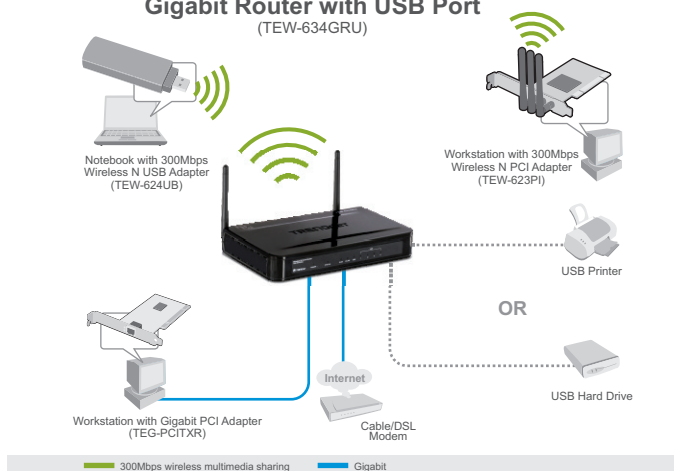 Gigabit Router with USB Port
(TEW-634GRU)
Notebook with 300Mbps
Wireless N USB Adapter
(TEW-624UB)
Workstation with 300Mbps
Wireless N PCI Adapter
(TEW-623PI)
TRENDNET
USB Printer
OR
USB Hard Drive
Internet
Cable/DSL
Modem
Workstation with Gigabit PCI Adapter
(TEG-PCITXR)
300Mbps wireless multimedia sharing
Gigabit